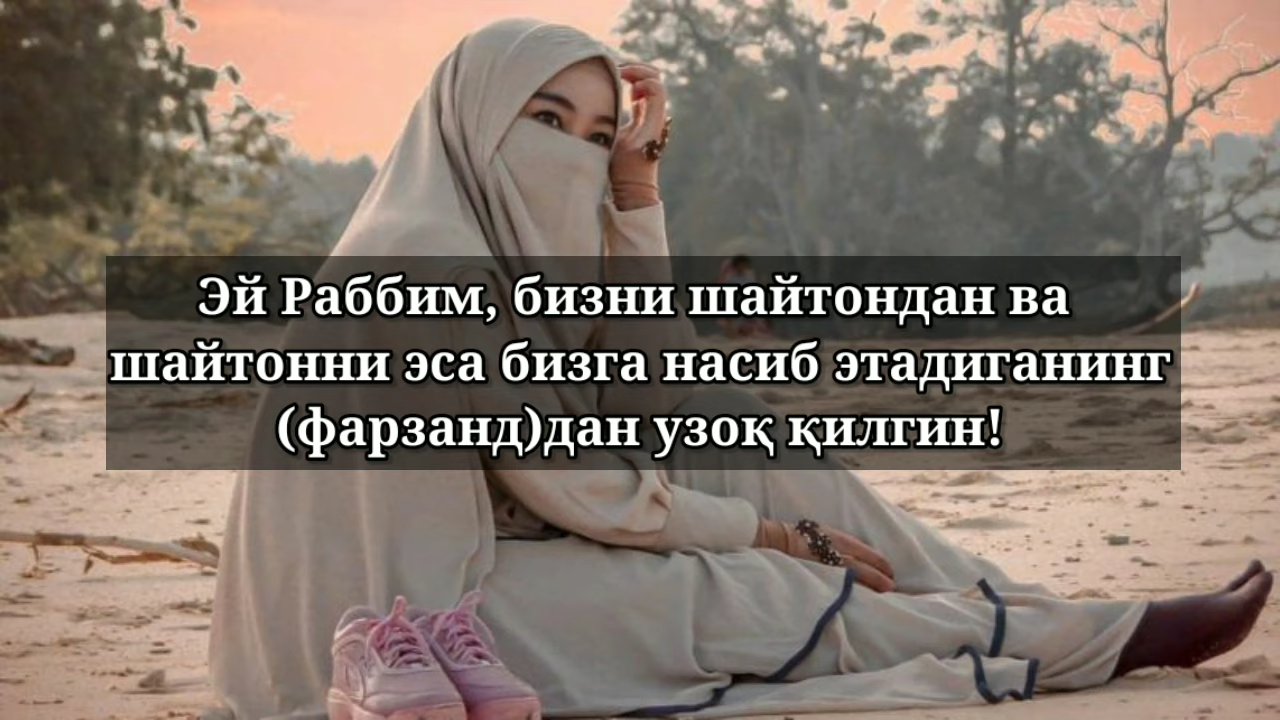 Эй Раббим, бизни шайтондан ва
шайтонни эса бизга насиб этадиганинг
(фарзанд)дан узоқ қилгин!